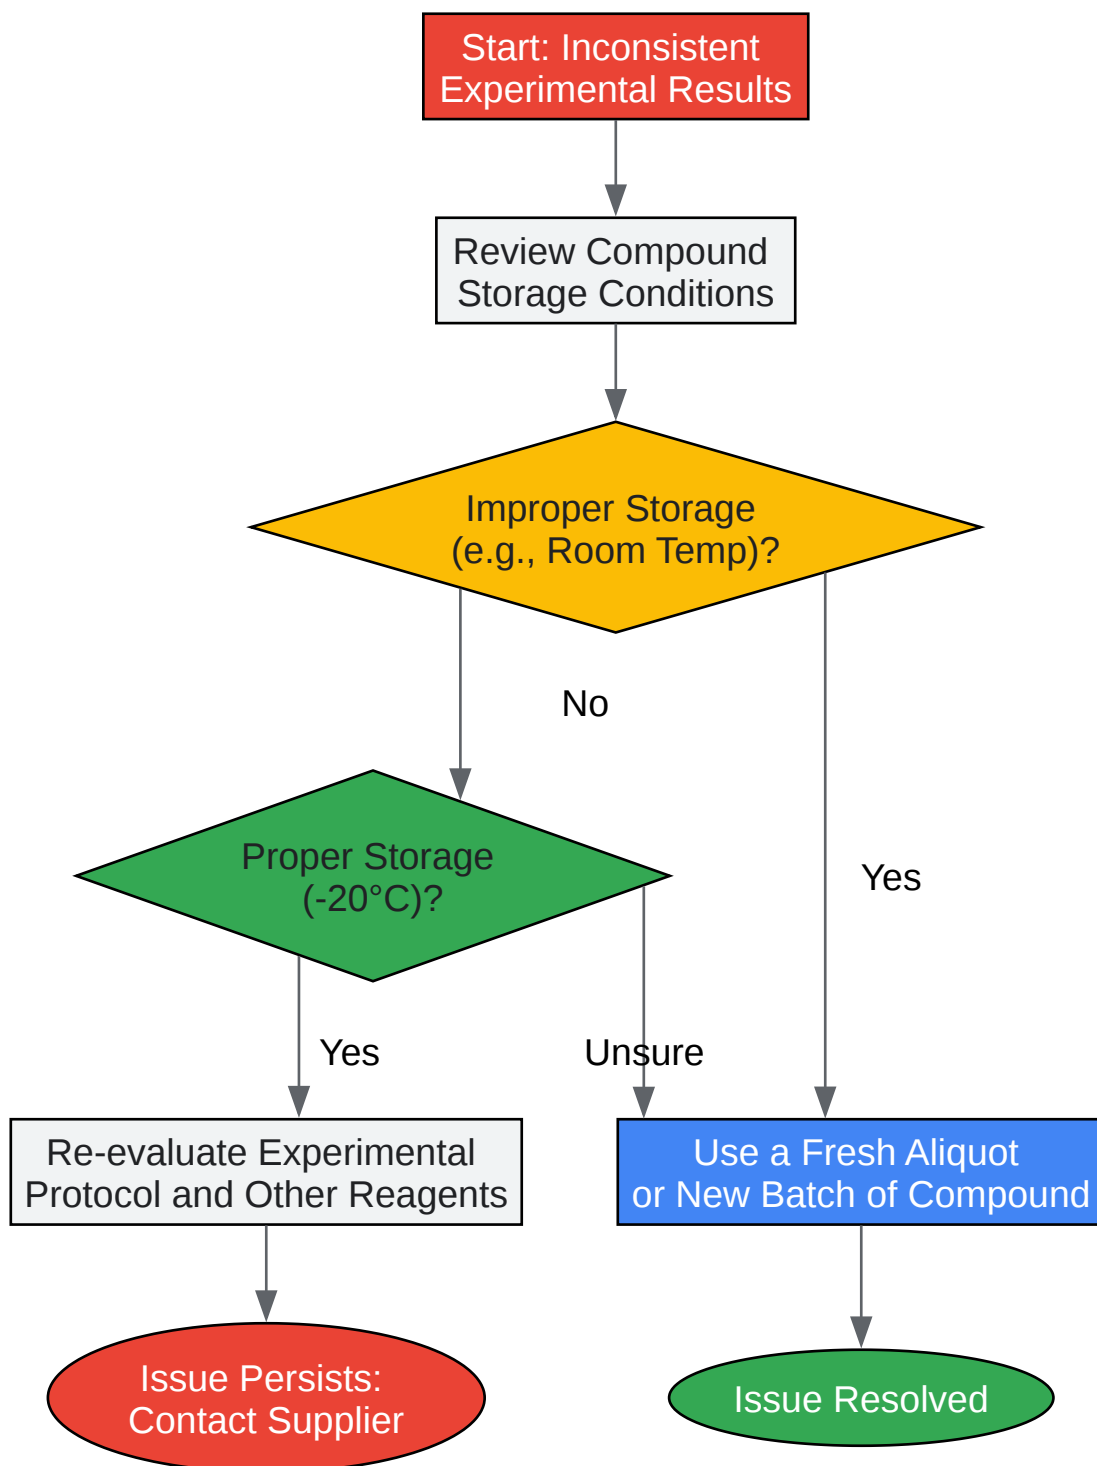 Start: Inconsistent
Experimental Results
Review Compound
Storage Conditions
Improper Storage
(e.g., Room Temp)?
No
Proper Storage
(-20°C)?
Yes
Yes
Unsure
Re-evaluate Experimental
Protocol and Other Reagents
Use a Fresh Aliquot
or New Batch of Compound
Issue Persists:
Contact Supplier
Issue Resolved